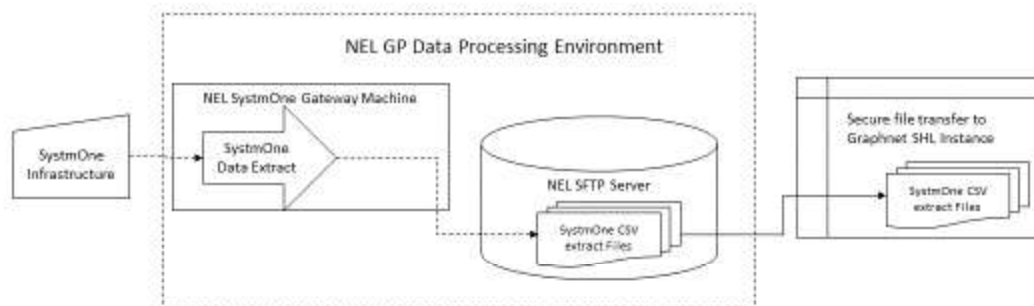 NEL GP Data Processing Environment
NEL SystmOne Gateway Machine
SystmOne
Infrastructure
SystmOne
Data Extract
NEL SFTP Server
SystmOne CSV
extract Files
Secure file transfer to
Graphnet SHL Instance
SystmOne CSV
extract Files